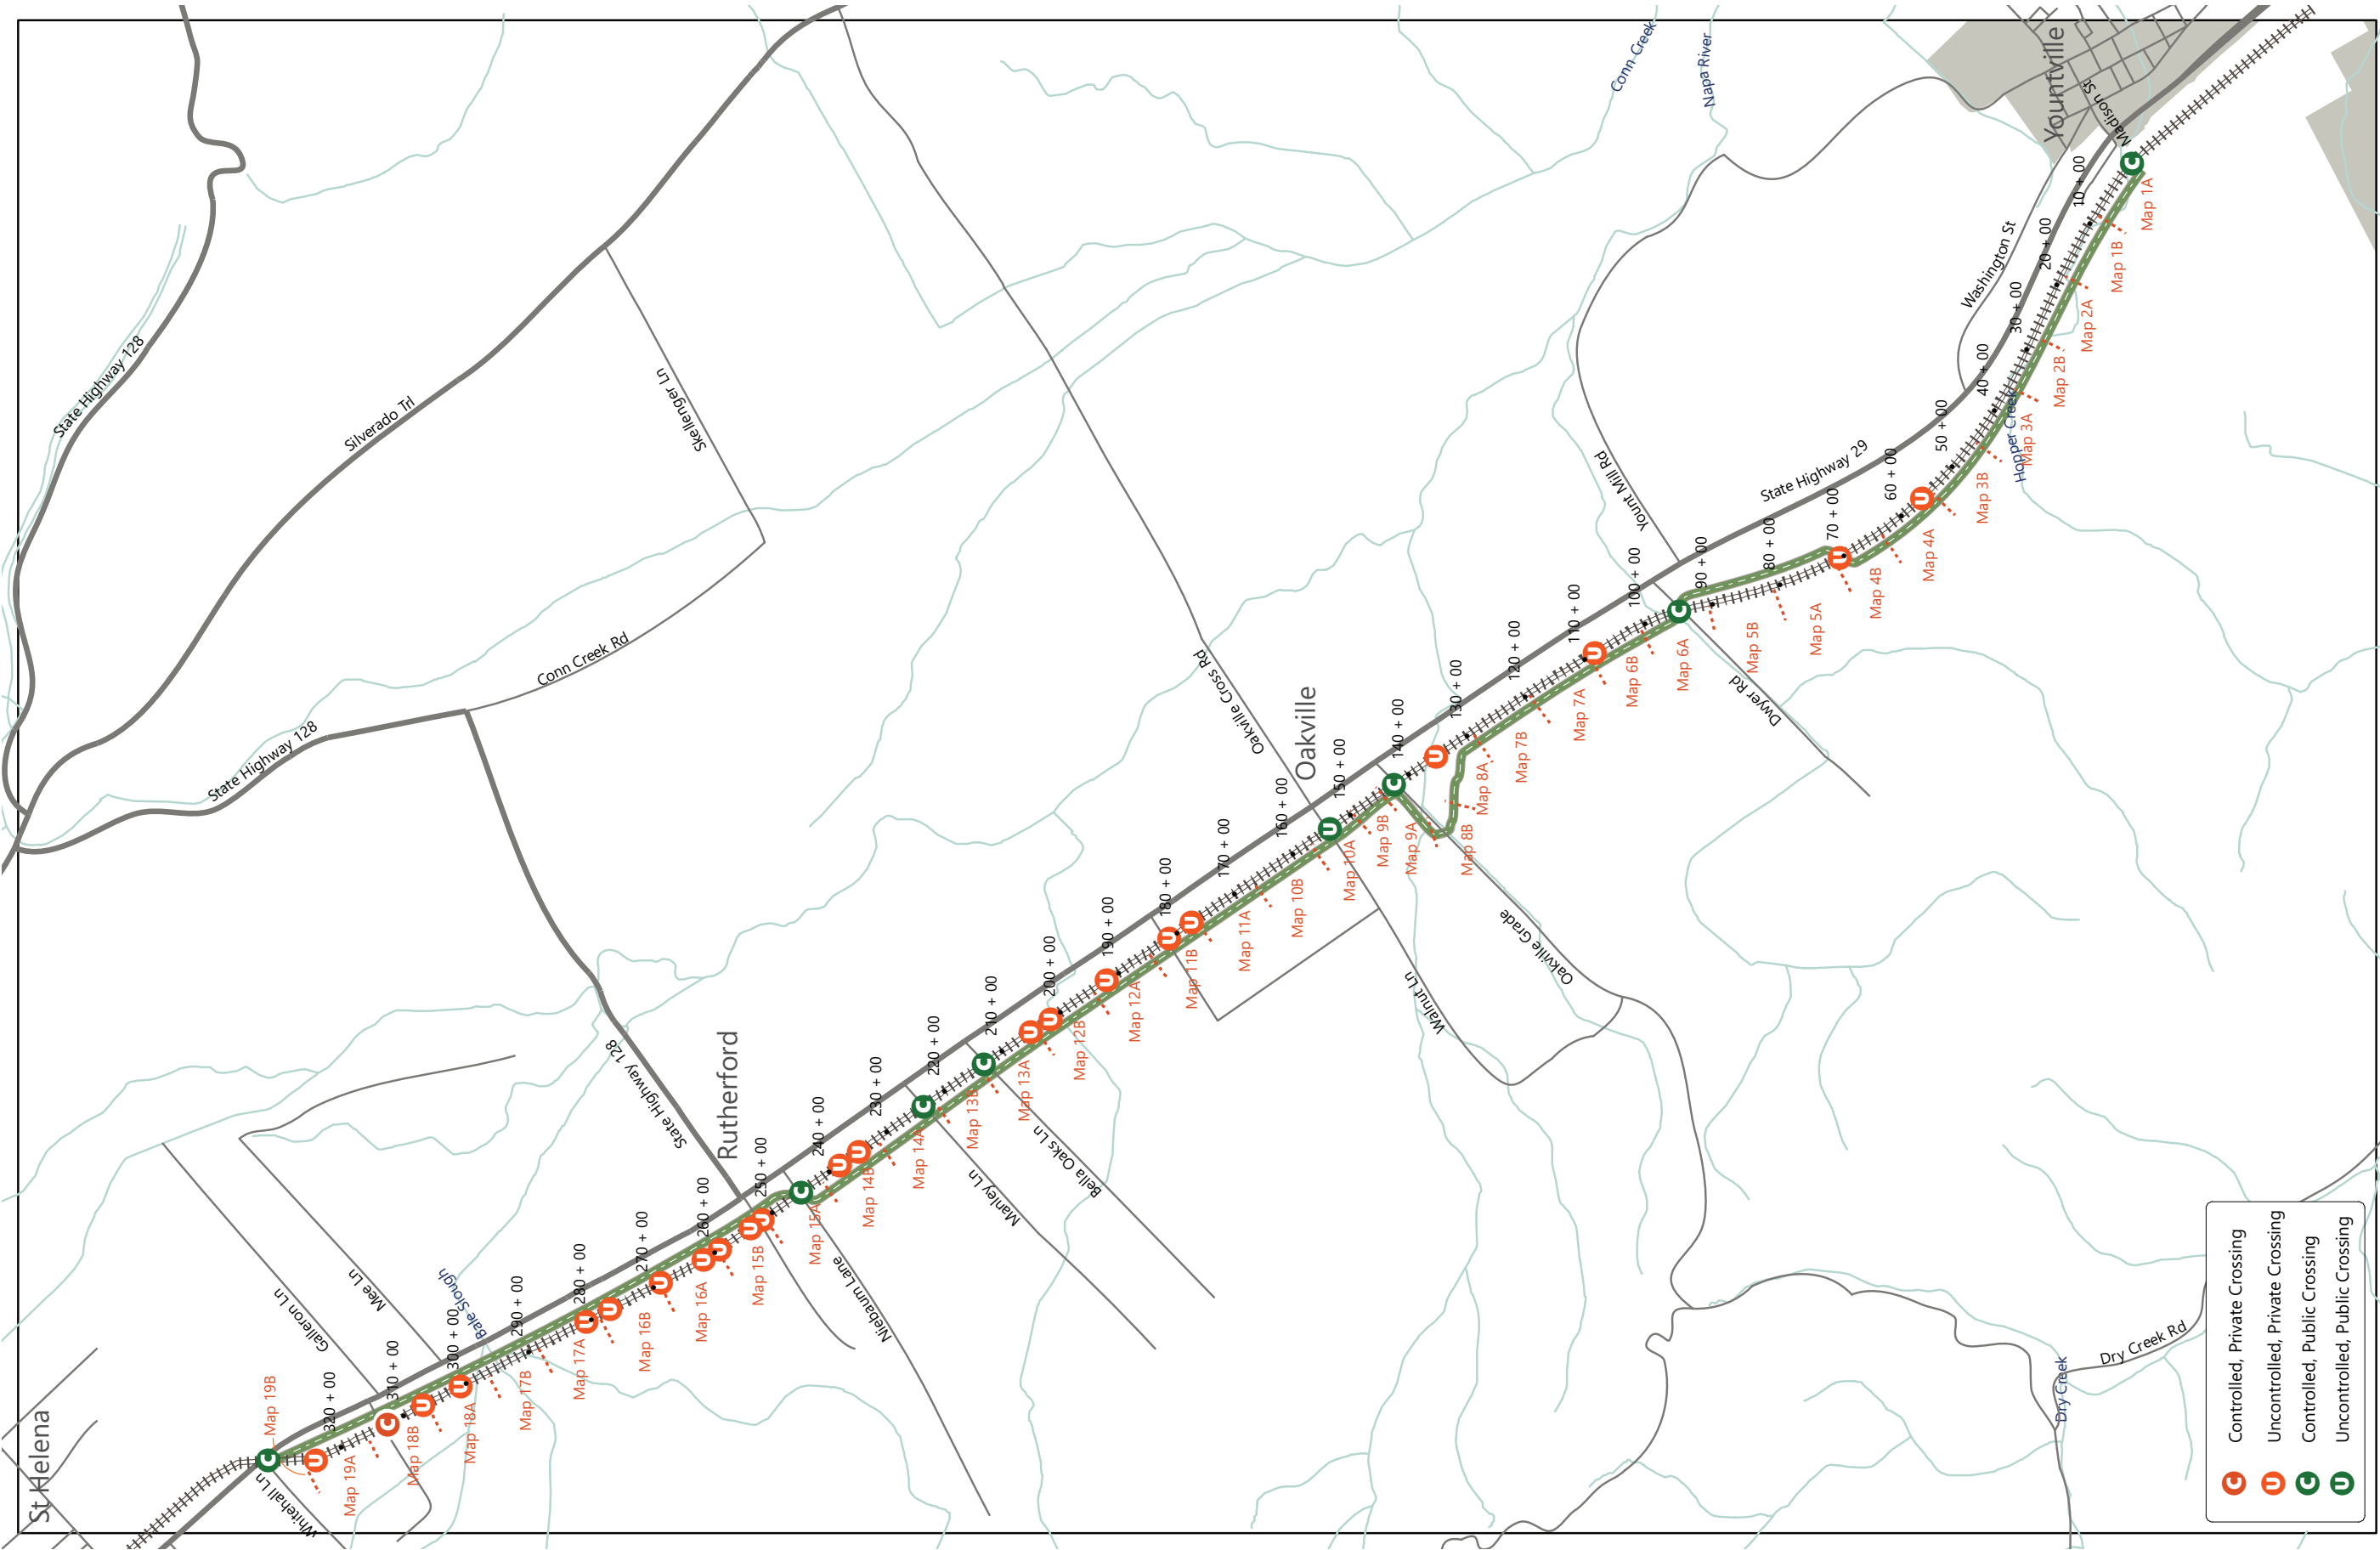 St Helena
Yountville
Oakville
Rutherford
State Highway 128
Silverado Trl
Skellenger Ln
Conn Creek Rd
State Highway 128
State Highway 128
Conn Creek
Napa River
Madison St
Washington St
State Highway 29
Yount Mill Rd
Hopper Creek
Dwyer Rd
Oakville Cross Rd
Oakville Grade
Walnut Ln
Bella Oaks Ln
Manley Ln
Niebaum Lane
Mee Ln
Galleron Ln
Bale Slough
Whitehall Ln
Dry Creek
Dry Creek Rd
10 + 00
20 + 00
30 + 00
40 + 00
50 + 00
60 + 00
70 + 00
80 + 00
90 + 00
100 + 00
110 + 00
120 + 00
130 + 00
140 + 00
150 + 00
160 + 00
170 + 00
180 + 00
190 + 00
200 + 00
210 + 00
220 + 00
230 + 00
240 + 00
250 + 00
260 + 00
270 + 00
280 + 00
290 + 00
300 + 00
310 + 00
320 + 00
Map 1A
Map 1B
Map 2A
Map 2B
Map 3A
Map 3B
Map 4A
Map 4B
Map 5A
Map 5B
Map 6A
Map 6B
Map 7A
Map 7B
Map 8A
Map 8B
Map 9A
Map 9B
Map 10A
Map 10B
Map 11A
Map 11B
Map 12A
Map 12B
Map 13A
Map 13B
Map 14A
Map 14B
Map 15A
Map 15B
Map 16A
Map 16B
Map 17A
Map 17B
Map 18A
Map 18B
Map 19A
Map 19B
C
U
U
C
U
U
C
U
U
U
U
U
U
C
C
U
U
C
U
U
U
U
U
U
U
U
U
C
U
C
C Controlled, Private Crossing
U Uncontrolled, Private Crossing
C Controlled, Public Crossing
U Uncontrolled, Public Crossing